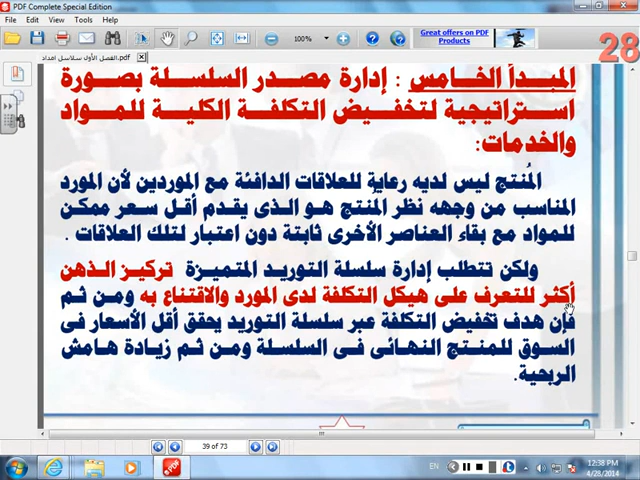 PDF Complete Special Edition
File Edit View Tools Help
100%
Great offers on PDF Products
28
الفصل الأول سلاسل امداد.pdf
المبدأ الخامس : إدارة مصدر السلسلة بصورة
استراتيجية لتخفيض التكلفة الكلية للمواد
والخدمات:
المُنتج ليس لديه رعاية للعلاقات الدافئة مع الموردين لأن المورد
المناسب من وجهه نظر المُنتج هو الذى يقدم أقل سعر ممكن
للمواد مع بقاء العناصر الأخرى ثابتة دون اعتبار لتلك العلاقات .
ولكن تتطلب إدارة سلسلة التوريد المتميزة تركيز الذهن
أكثر للتعرف على هيكل التكلفة لدى المورد والاقتناع به ومن ثم
فإن هدف تخفيض التكلفة عبر سلسلة التوريد يحقق أقل الأسعار فى
السوق للمنتج النهائى فى السلسلة ومن ثم زيادة هامش
الربحية.
39 of 73
EN
12:38 PM
4/28/2014